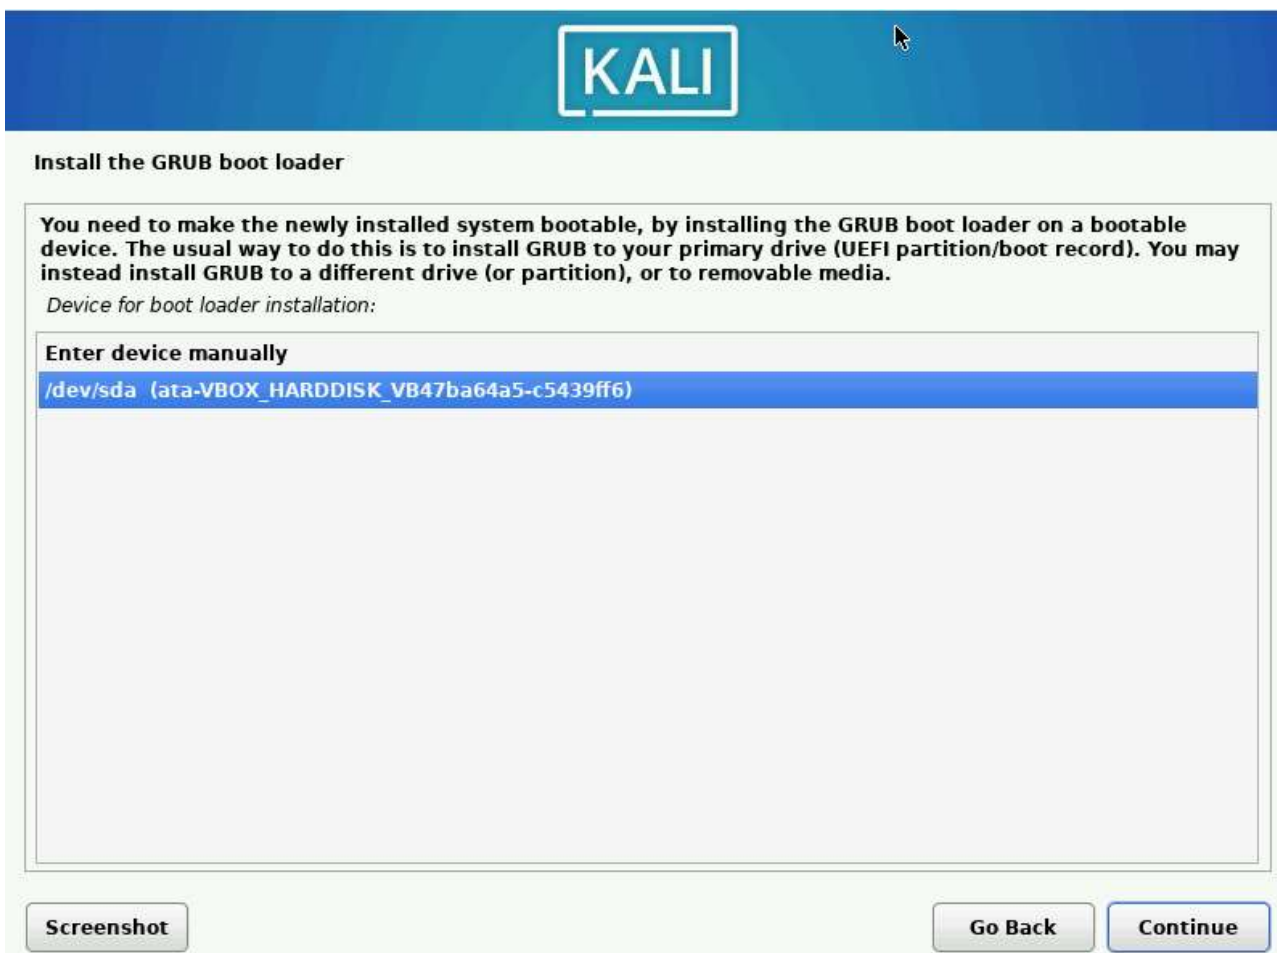 KALI
Install the GRUB boot loader
You need to make the newly installed system bootable, by installing the GRUB boot loader on a bootable
device. The usual way to do this is to install GRUB to your primary drive (UEFI partition/boot record). You may
instead install GRUB to a different drive (or partition), or to removable media.
Device for boot loader installation:
Enter device manually
/dev/sda (ata-VBOX_HARDDISK_VB47ba64a5-c5439ff6)
Screenshot
Go Back
Continue